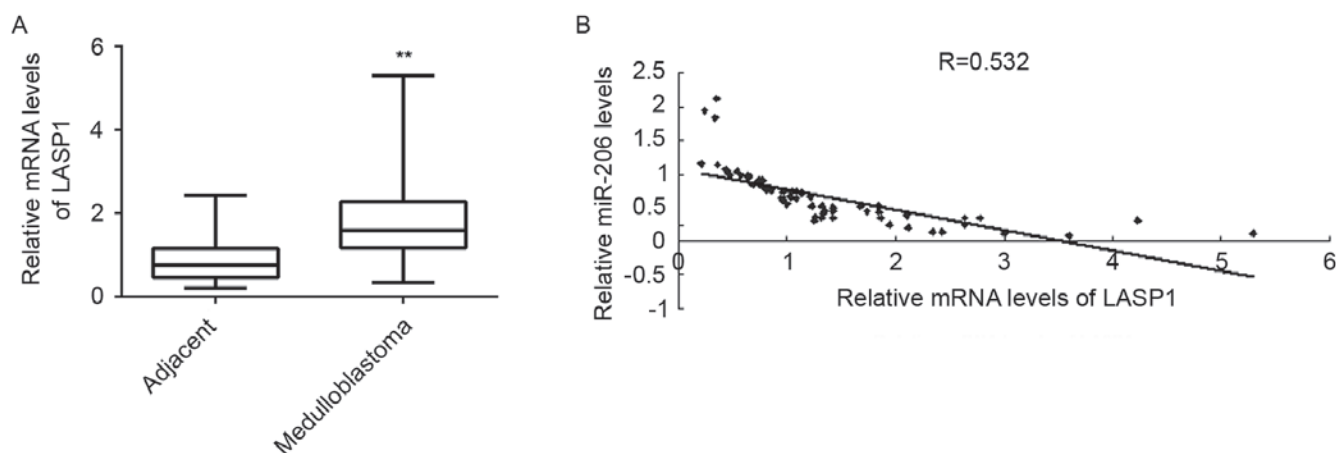 A
Relative mRNA levels
of LASP1
6
4
2
0
**
Adjacent
Medulloblastoma
B
R=0.532
Relative miR-206 levels
2.5
2
1.5
1
0.5
0
-0.5
-1
0 1 2 3 4 5 6
Relative mRNA levels of LASP1